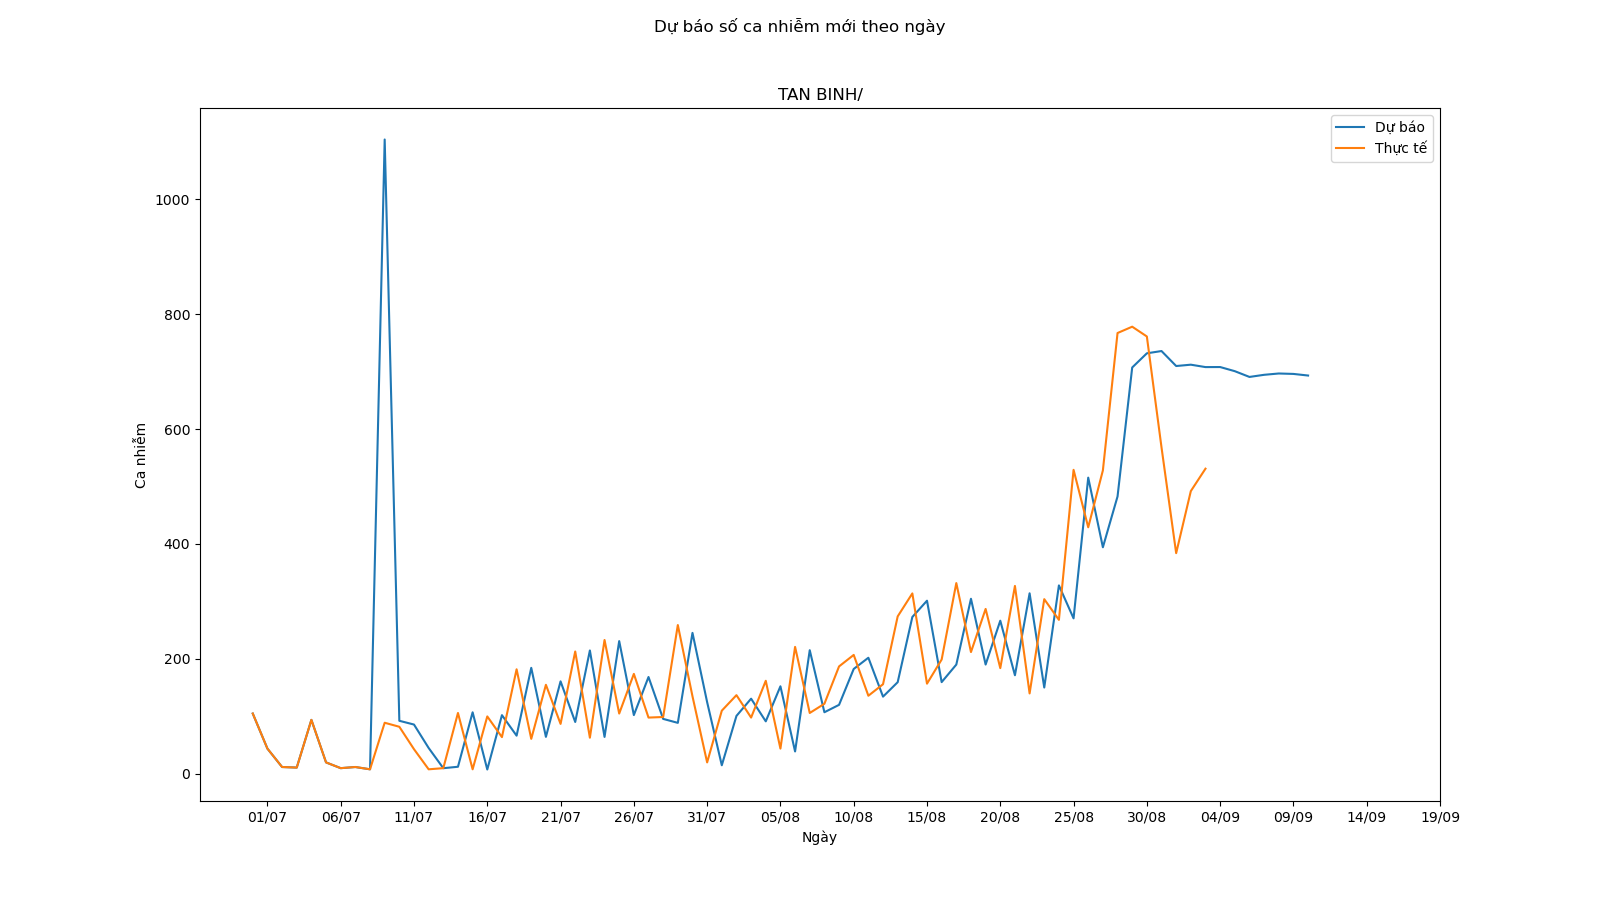 Dự báo số ca nhiễm mới theo ngày
TAN BINH/
Dự báo
Thực tế
1000
800
600
400
200
0
Ca nhiễm
01/07 06/07 11/07 16/07 21/07 26/07 31/07 05/08 10/08 15/08 20/08 25/08 30/08 04/09 09/09 14/09 19/09
Ngày